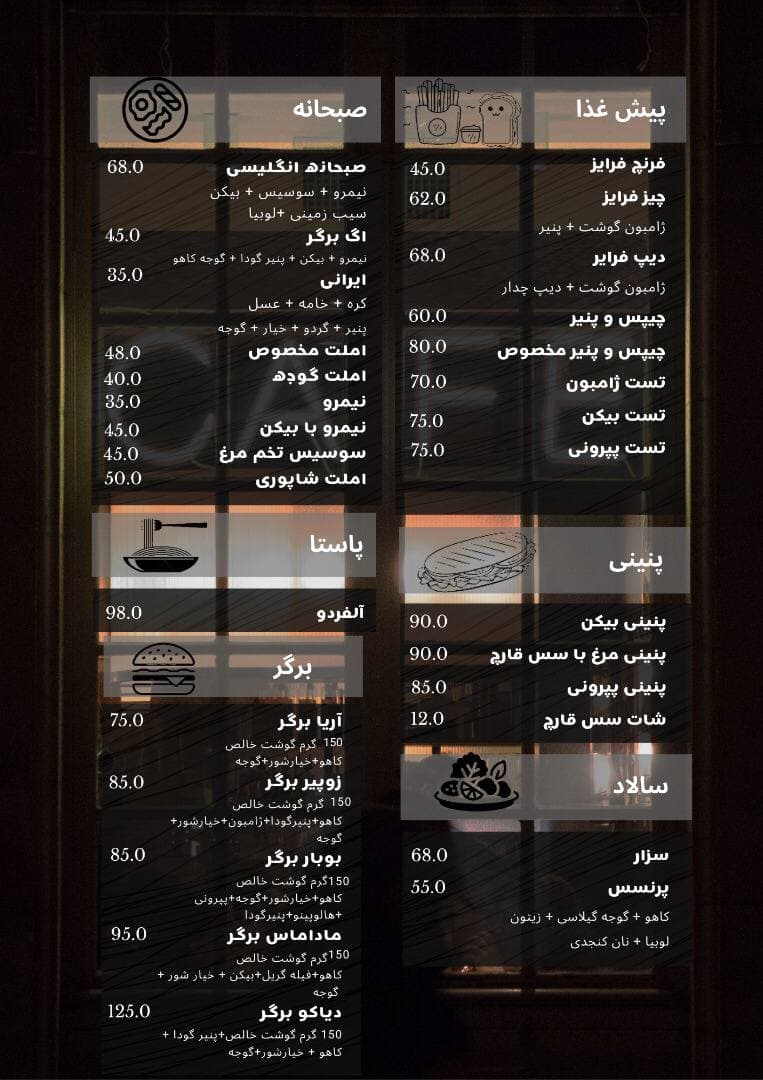 پیش غذا
فرنچ فرایز 45.0
چیز فرایز 62.0
ژامبون گوشت + پنیر
دیپ فرایر 68.0
ژامبون گوشت + دیپ چدار
چیپس و پنیر 60.0
چیپس و پنیر مخصوص 80.0
تست ژامبون 70.0
تست بیکن 75.0
تست پپرونی 75.0
پنینی
پنینی بیکن 90.0
پنینی مرغ با سس قارچ 90.0
پنینی پپرونی 85.0
شات سس قارچ 12.0
سالاد
سزار 68.0
پرنسس 55.0
کاهو + گوجه گیلاسی + زیتون
لوبیا + نان کنجدی
صبحانه
صبحانه انگلیسی 68.0
نیمرو + سوسیس + بیکن
سیب زمینی +لوبیا
اگ برگر 45.0
نیمرو + بیکن + پنیر گودا + گوجه کاهو
ایرانی 35.0
کره + خامه + عسل
پنیر + گردو + خیار + گوجه
املت مخصوص 48.0
املت گوجه 40.0
نیمرو 35.0
نیمرو با بیکن 45.0
سوسیس تخم مرغ 45.0
املت شاپوری 50.0
پاستا
آلفردو 98.0
برگر
آریا برگر 75.0
150 گرم گوشت خالص
کاهو+خیارشور+گوجه
زوپیر برگر 85.0
150 گرم گوشت خالص
کاهو+پنیرگودا+ژامبون+خیارشور+
گوجه
بوبار برگر 85.0
150گرم گوشت خالص
کاهو+خیارشور+گوجه+پپرونی
+هالوپینو+پنیرگودا
ماداماس برگر 95.0
150گرم گوشت خالص
کاهو+فیله گریل+بیکن + خیار شور +
گوجه
دیاکو برگر 125.0
150 گرم گوشت خالص+پنیر گودا +
کاهو + خیارشور+گوجه
CAFE